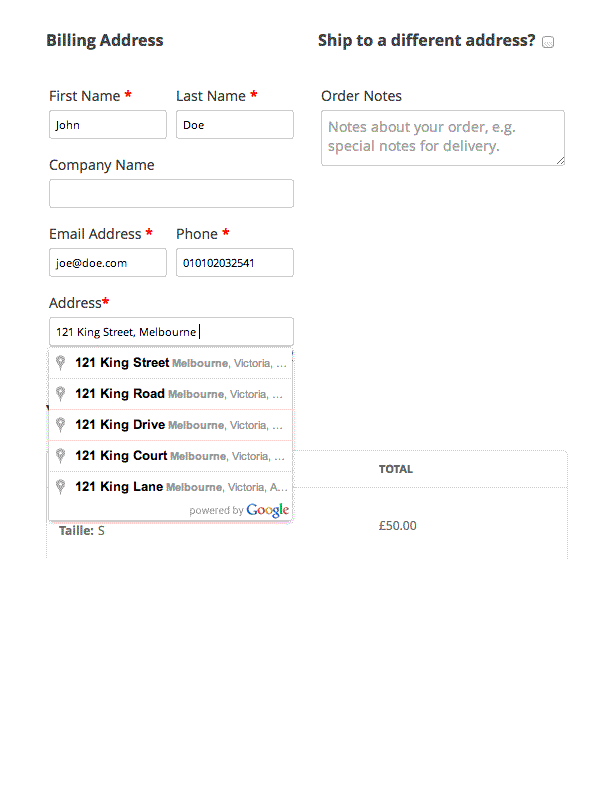 Billing Address
Ship to a different address?
First Name *
Last Name *
Order Notes
John
Doe
Notes about your order, e.g.
special notes for delivery.
Company Name
Email Address *
Phone *
joe@doe.com
010102032541
Address*
121 King Street, Melbourne
121 King Street Melbourne, Victoria, ...
121 King Road Melbourne, Victoria, ...
121 King Drive Melbourne, Victoria, ...
121 King Court Melbourne, Victoria, ...
121 King Lane Melbourne, Victoria, A...
powered by Google
TOTAL
Taille: S
£50.00